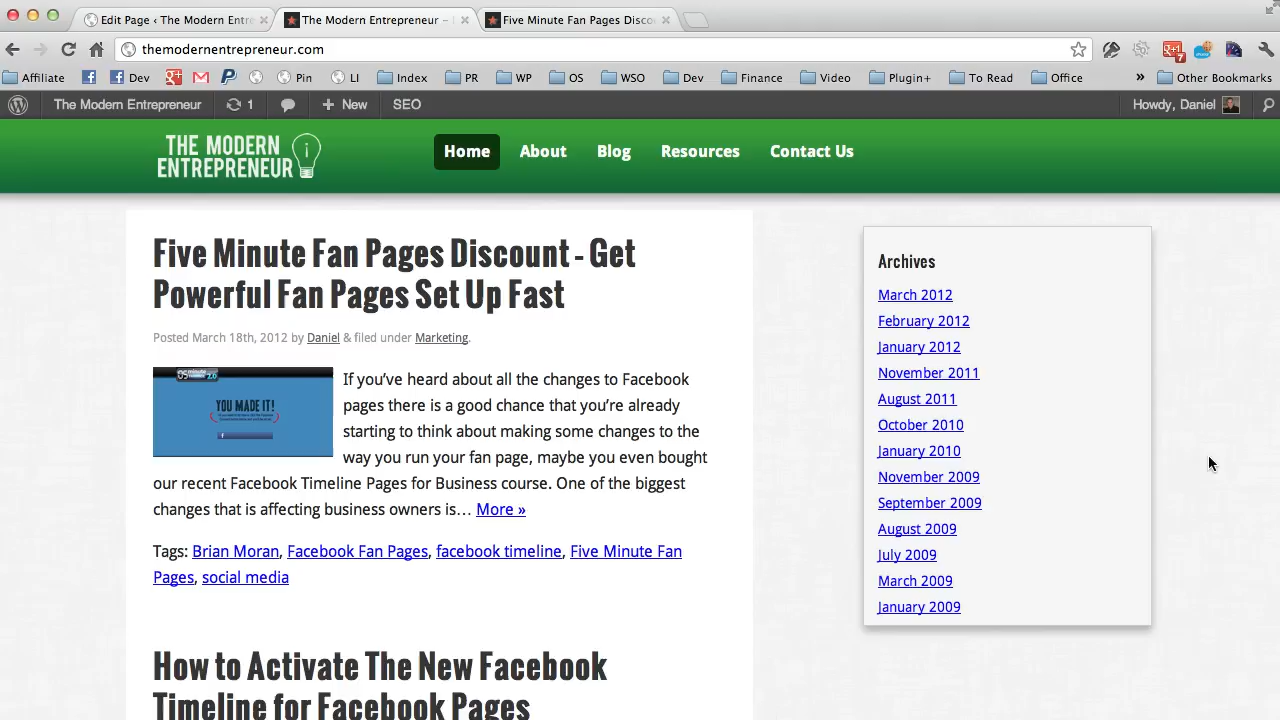 Edit Page ‹ The Modern Entre
The Modern Entrepreneur –
Five Minute Fan Pages Disco
themodernentrepreneur.com
Affiliate
Dev
Pin
LI
Index
PR
WP
OS
WSO
Dev
Finance
Video
Plugin+
To Read
Office
»
Other Bookmarks
The Modern Entrepreneur
1
+ New
SEO
Howdy, Daniel
THE MODERN
ENTREPRENEUR
Home
About
Blog
Resources
Contact Us
Five Minute Fan Pages Discount - Get
Powerful Fan Pages Set Up Fast
Posted March 18th, 2012 by Daniel & filed under Marketing.
YOU MADE IT!
If you’ve heard about all the changes to Facebook
pages there is a good chance that you’re already
starting to think about making some changes to the
way you run your fan page, maybe you even bought
our recent Facebook Timeline Pages for Business course. One of the biggest
changes that is affecting business owners is… More »
Tags: Brian Moran, Facebook Fan Pages, facebook timeline, Five Minute Fan
Pages, social media
How to Activate The New Facebook
Timeline for Facebook Pages
Archives
March 2012
February 2012
January 2012
November 2011
August 2011
October 2010
January 2010
November 2009
September 2009
August 2009
July 2009
March 2009
January 2009